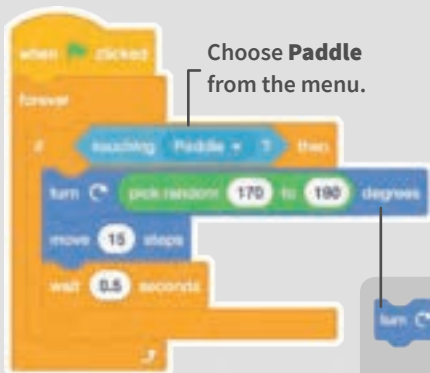 when clicked
Choose Paddle
from the menu.
forever
if touching Paddle ? then
turn pick random 170 to 190 degrees
move 15 steps
wait 0.5 seconds
turn